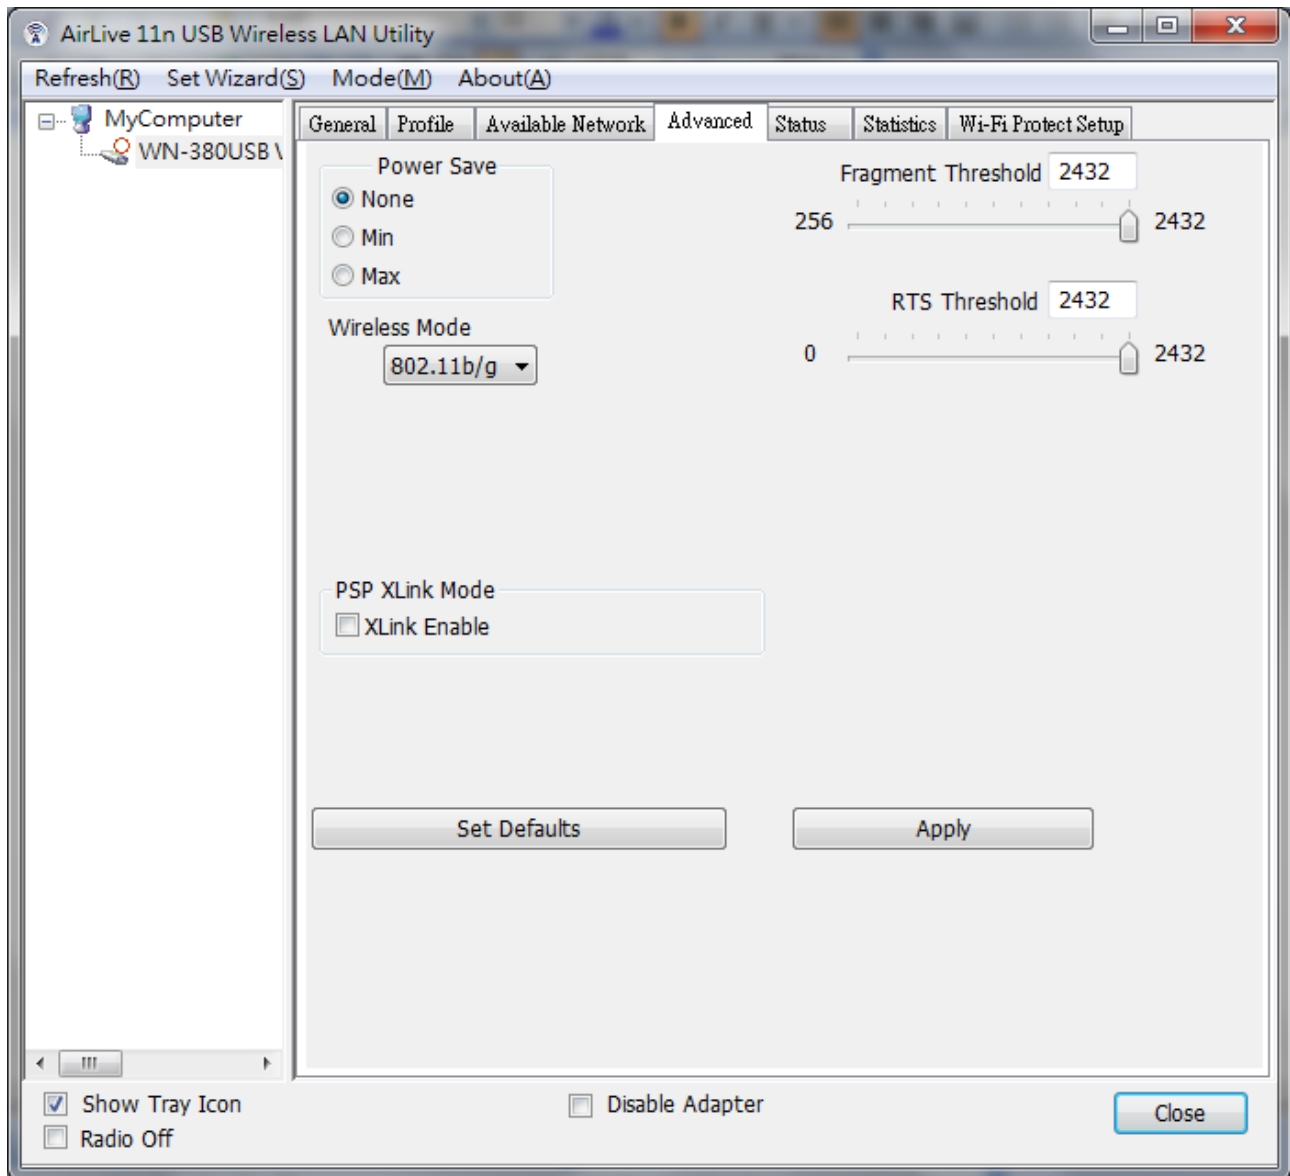 AirLive 11n USB Wireless LAN Utility
Refresh(R) Set Wizard(S) Mode(M) About(A)
MyComputer
WN-380USB
General Profile Available Network Advanced Status Statistics Wi-Fi Protect Setup
Power Save
None
Min
Max
Wireless Mode
802.11b/g
Fragment Threshold 2432
256 2432
RTS Threshold 2432
0 2432
PSP XLink Mode
XLink Enable
Set Defaults Apply
Show Tray Icon
Radio Off
Disable Adapter
Close